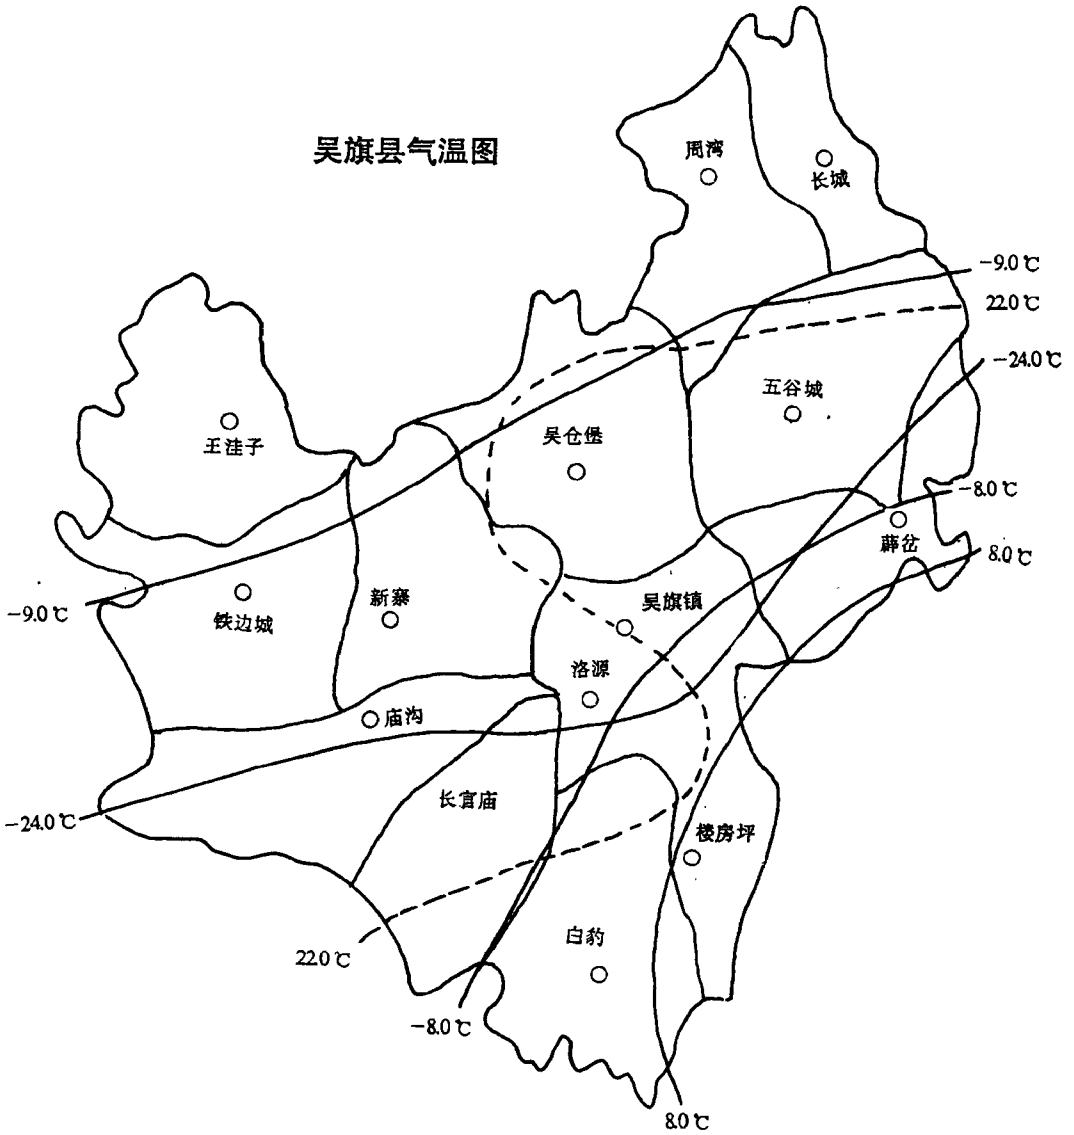 吴旗县气温图
周湾
长城
-9.0℃
22.0℃
-24.0℃
五谷城
吴仓堡
王洼子
-8.0℃
薛岔
8.0℃
新寨
吴旗镇
-9.0℃
铁边城
洛源
庙沟
长官庙
-24.0℃
楼房坪
白豹
22.0℃
-8.0℃
8.0℃